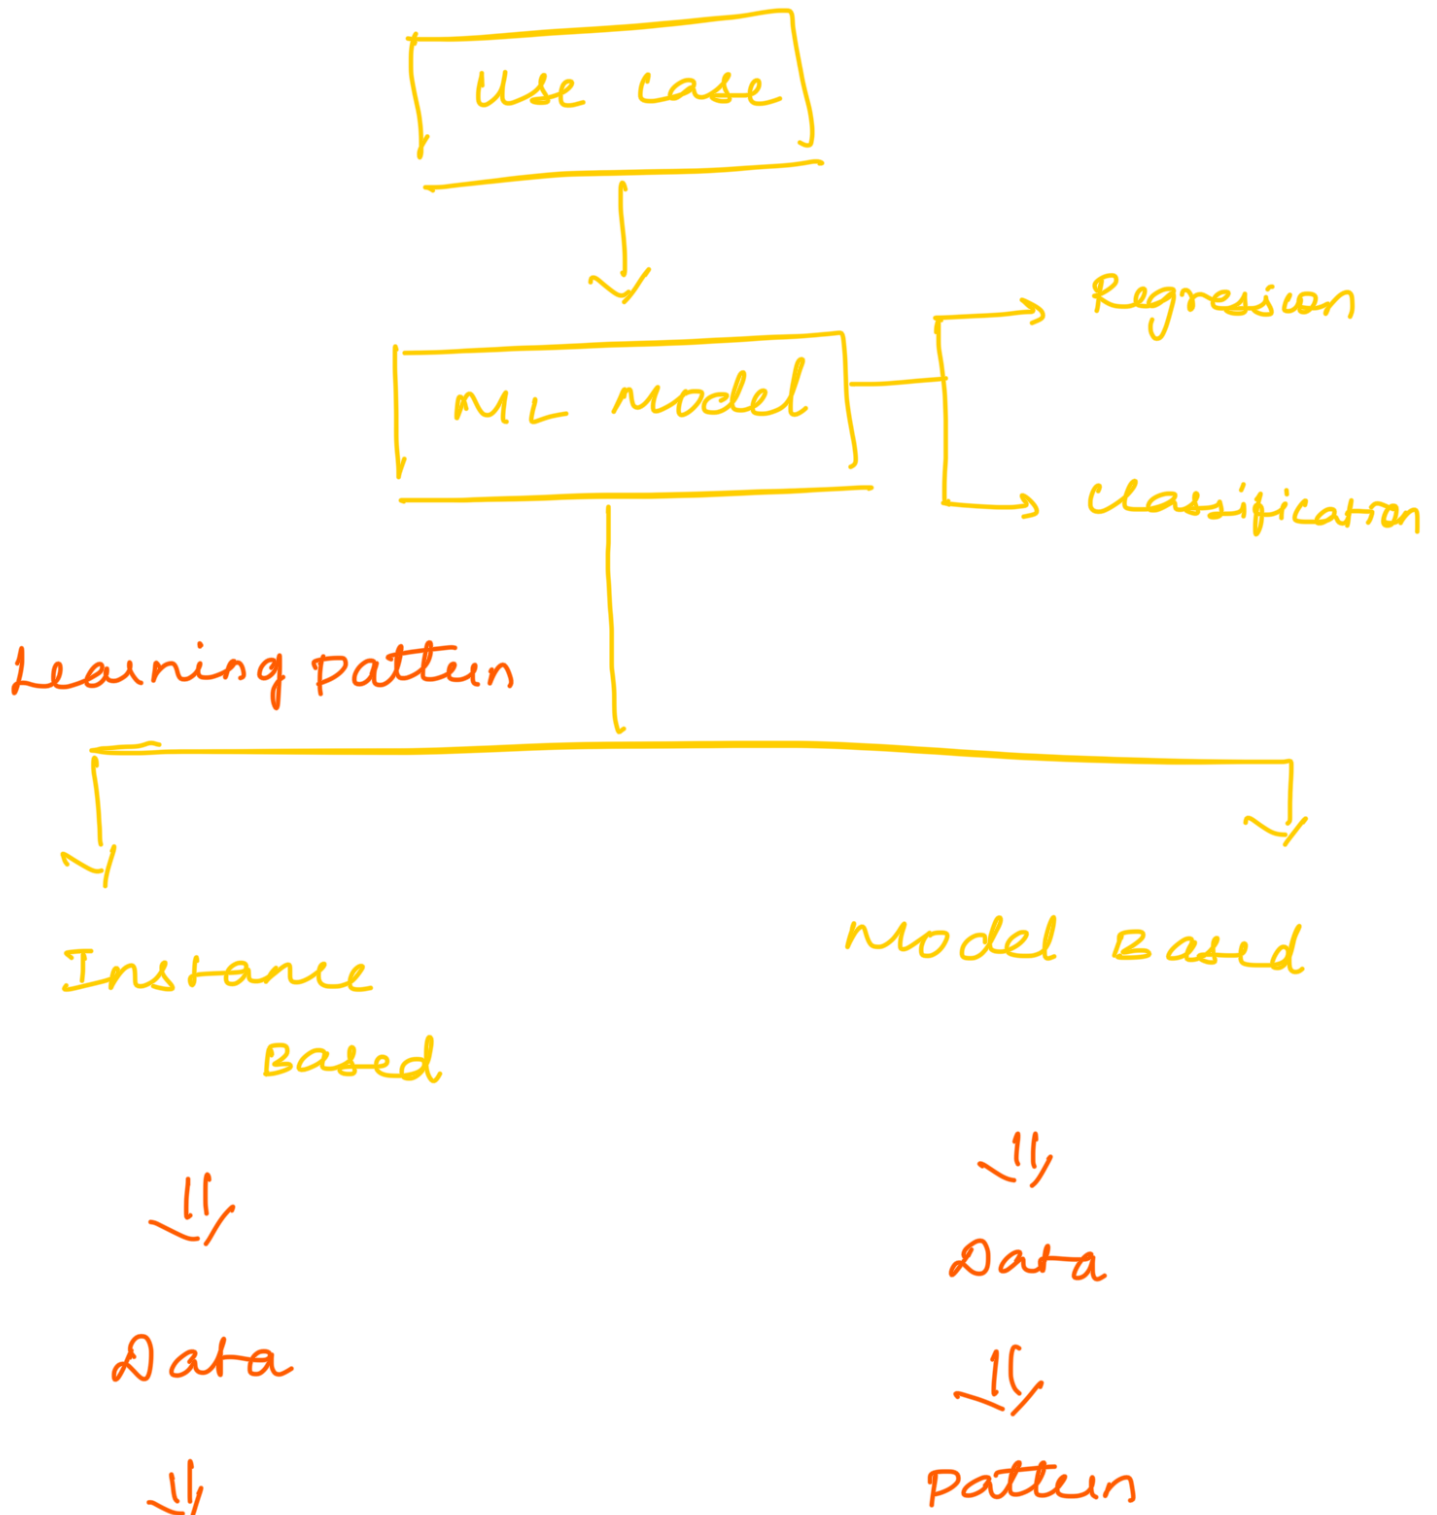 Use case
Regression
ML Model
Classification
Learning Pattern
Model Based
Instance
Based
Data
Data
Pattern